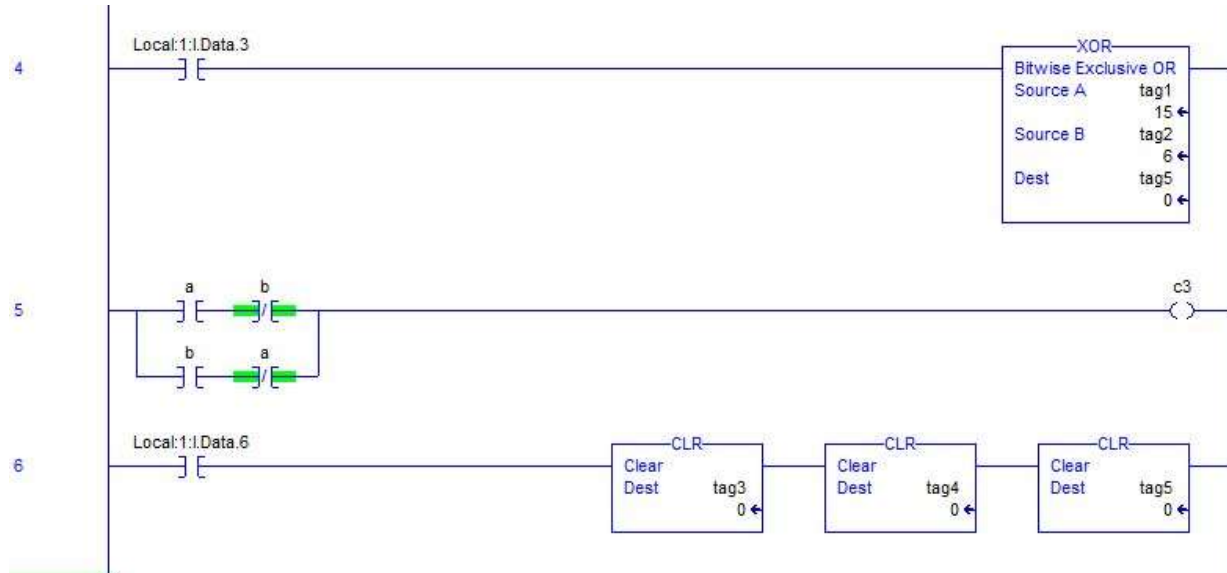 4
Local:1:I.Data.3
XOR
Bitwise Exclusive OR
Source A tag1
15
Source B tag2
6
Dest tag5
0
5
a b
c3
b a
6
Local:1:I.Data.6
CLR
Clear
Dest tag3
0
CLR
Clear
Dest tag4
0
CLR
Clear
Dest tag5
0